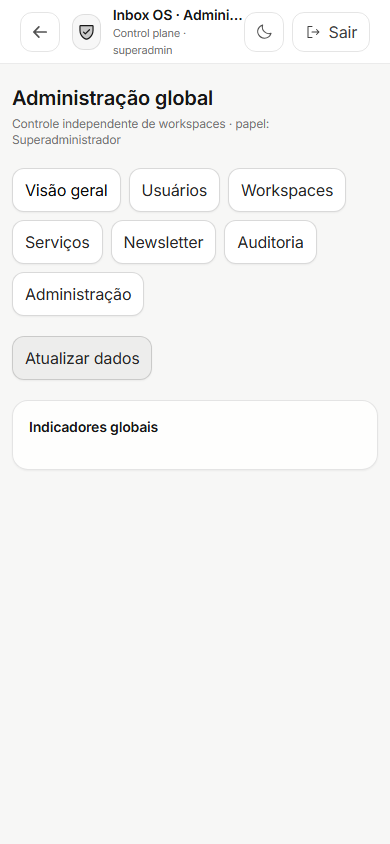 Inbox OS · Admini...
Control plane ·
superadmin
Sair
Administração global
Controle independente de workspaces · papel:
Superadministrador
Visão geral
Usuários
Workspaces
Serviços
Newsletter
Auditoria
Administração
Atualizar dados
Indicadores globais